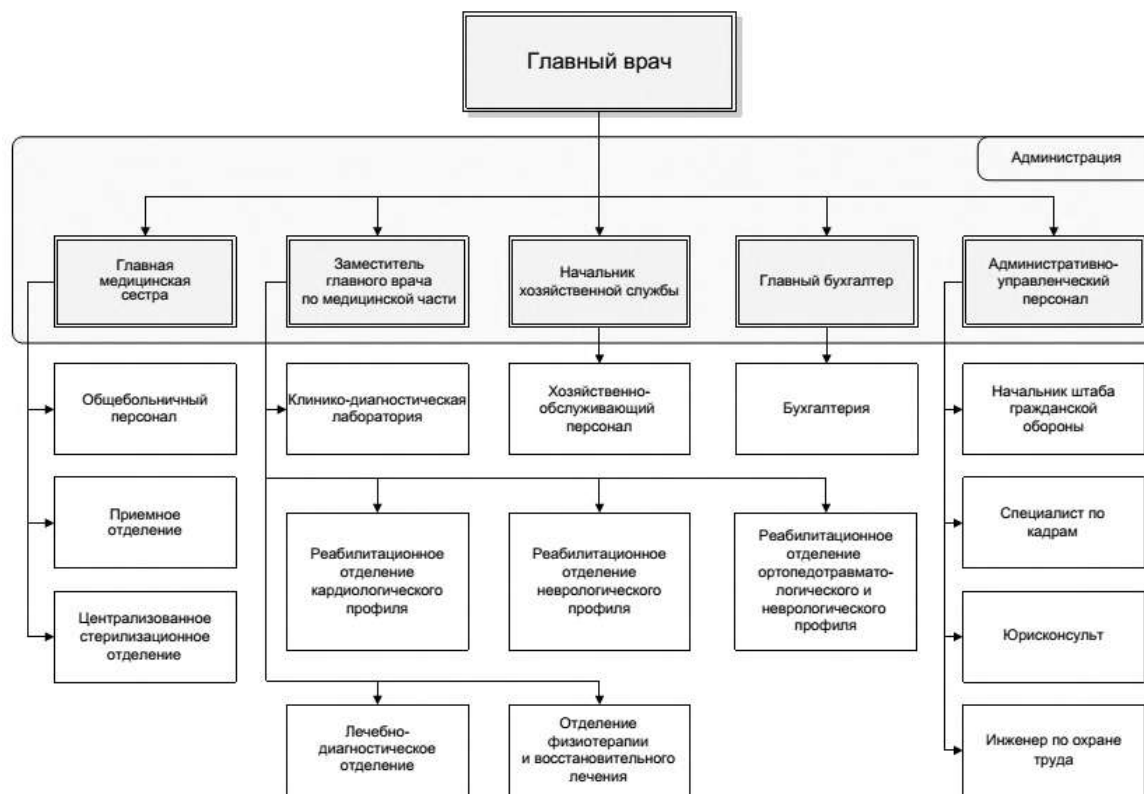 Главный врач
Администрация
Главная
медицинская
сестра
Заместитель
главного врача
по медицинской части
Начальник
хозяйственной службы
Главный бухгалтер
Административно-
управленческий
персонал
Общебольничный
персонал
Клинико-диагностическая
лаборатория
Хозяйственно-
обслуживающий
персонал
Бухгалтерия
Начальник штаба
гражданской
обороны
Приемное
отделение
Реабилитационное
отделение
кардиологического
профиля
Реабилитационное
отделение
неврологического
профиля
Реабилитационное
отделение
ортопедотравмато-
логического и
неврологического
профиля
Специалист по
кадрам
Централизованное
стерилизационное
отделение
Юрисконсульт
Лечебно-
диагностическое
отделение
Отделение
физиотерапии
и восстановительного
лечения
Инженер по охране
труда